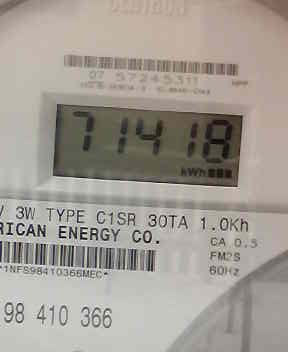 07 57245311
71418
kWh
V 3W TYPE C1SR 30TA 1.0Kh
RICAN ENERGY CO.
CA 0.5
FM2S
60Hz
*1NFS98410366MEC*
98 410 366